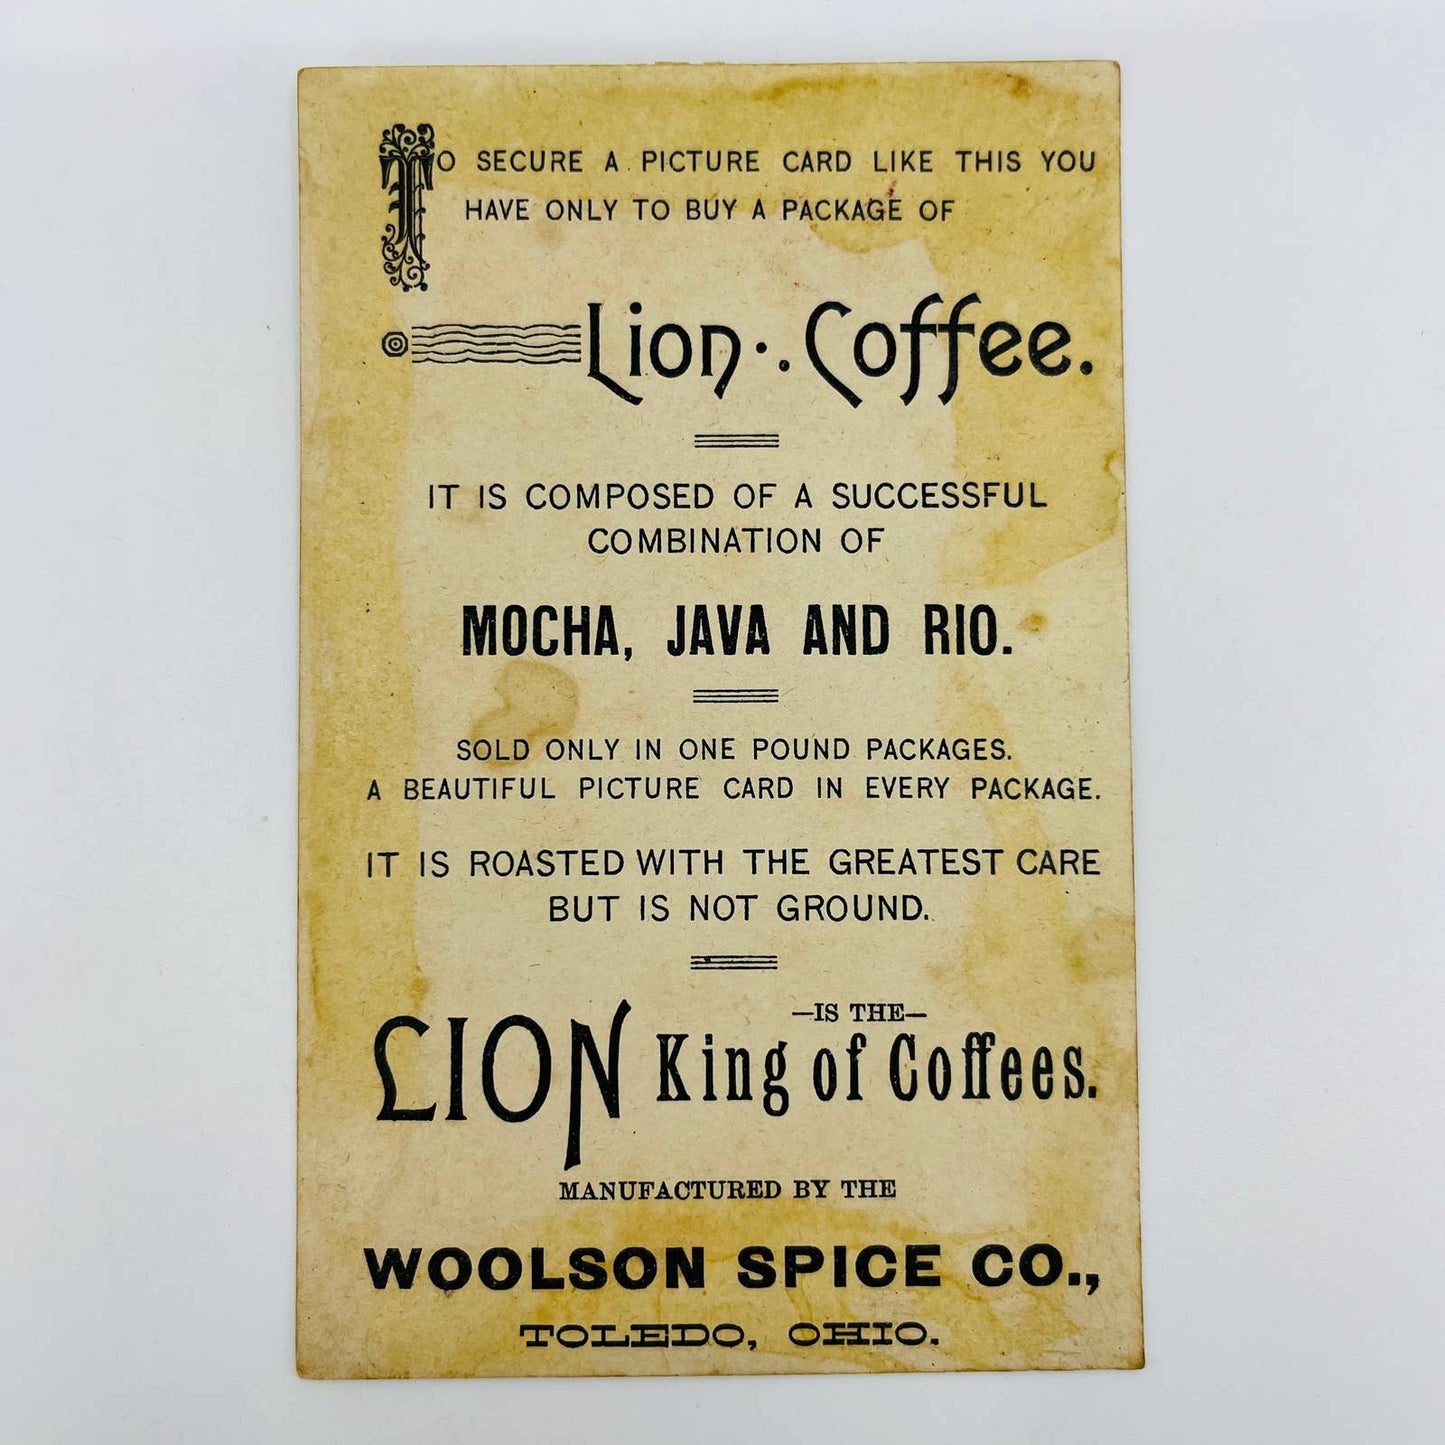 TO SECURE A PICTURE CARD LIKE THIS YOU
HAVE ONLY TO BUY A PACKAGE OF
Lion Coffee.
IT IS COMPOSED OF A SUCCESSFUL
COMBINATION OF
MOCHA, JAVA AND RIO.
SOLD ONLY IN ONE POUND PACKAGES.
A BEAUTIFUL PICTURE CARD IN EVERY PACKAGE.
IT IS ROASTED WITH THE GREATEST CARE
BUT IS NOT GROUND.
—IS THE—
LION King of Coffees.
MANUFACTURED BY THE
WOOLSON SPICE CO.,
TOLEDO, OHIO.